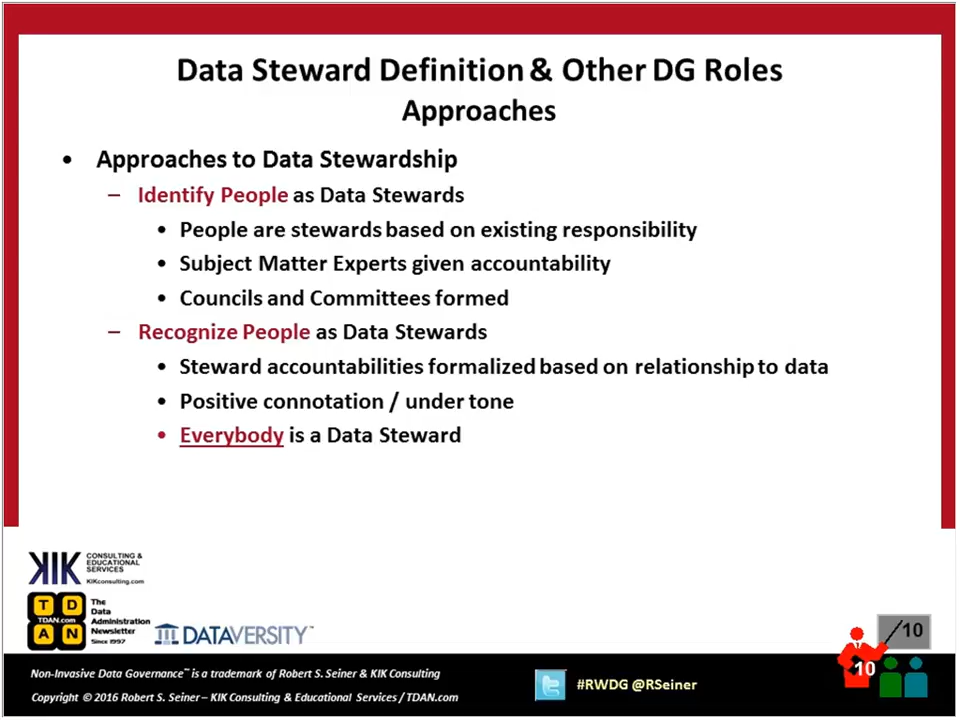 Data Steward Definition & Other DG Roles
Approaches
• Approaches to Data Stewardship
– Identify People as Data Stewards
• People are stewards based on existing responsibility
• Subject Matter Experts given accountability
• Councils and Committees formed
– Recognize People as Data Stewards
• Steward accountabilities formalized based on relationship to data
• Positive connotation / under tone
• Everybody is a Data Steward
KIK CONSULTING & EDUCATIONAL SERVICES
KIKconsulting.com
T D
TDAN.com
A N
The
Data
Administration
Newsletter
Since 1997
DATAVERSITY™
10
10
Non-Invasive Data Governance™ is a trademark of Robert S. Seiner & KIK Consulting
Copyright © 2016 Robert S. Seiner – KIK Consulting & Educational Services / TDAN.com
#RWDG @RSeiner